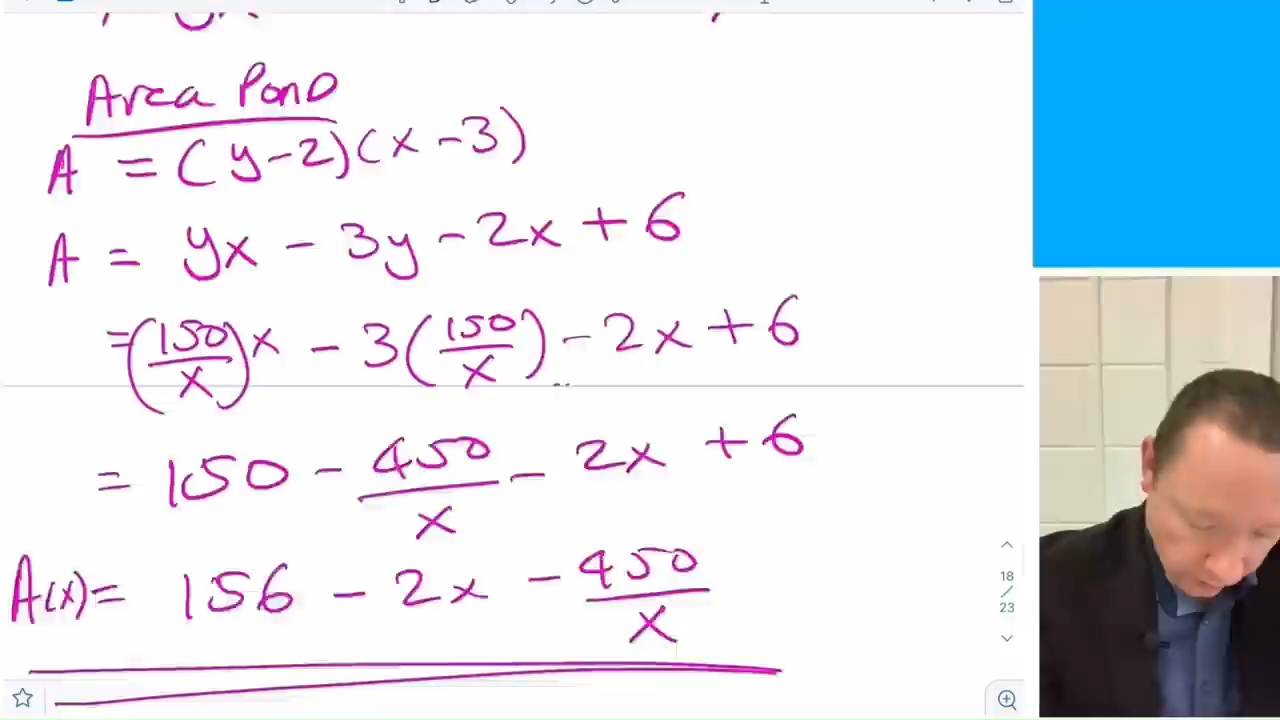 Area Pond
A = (y-2)(x-3)
A = yx - 3y - 2x + 6
=(150/x)x - 3(150/x) - 2x + 6
= 150 - 450/x - 2x + 6
A(x)= 156 - 2x - 450/x
18
/
23